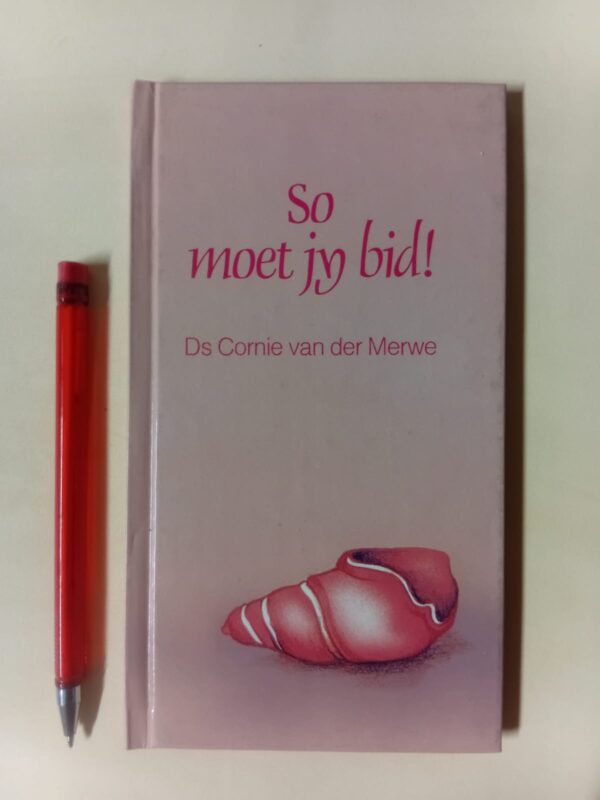 So
moet jy bid!
Ds Cornie van der Merwe